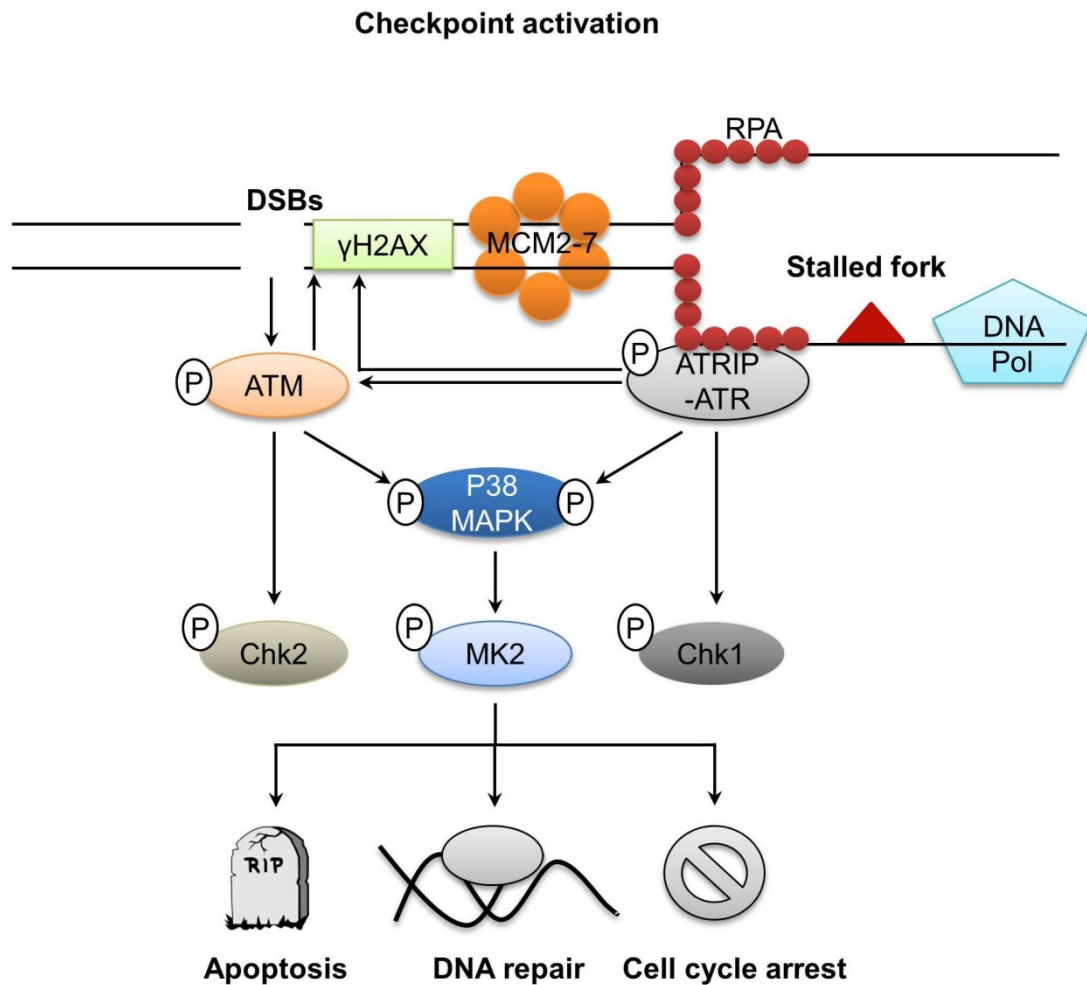 Checkpoint activation
RPA
DSBs
γH2AX
MCM2-7
Stalled fork
DNA
Pol
P
ATM
P
ATRIP
-ATR
P
P38
MAPK
P
P
Chk2
P
MK2
P
Chk1
RIP
Apoptosis
DNA repair
Cell cycle arrest